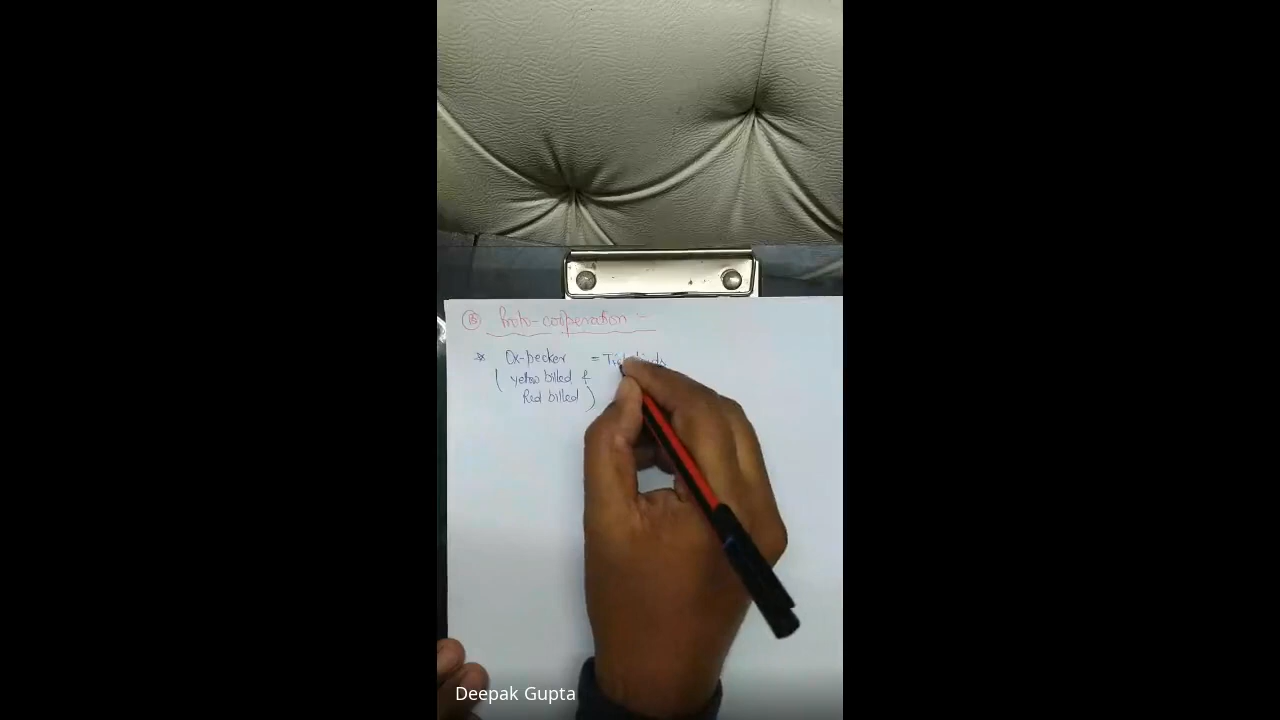 Proto-cooperation :-
* Ox-pecker =
( yellow billed &
Red billed )
Deepak Gupta